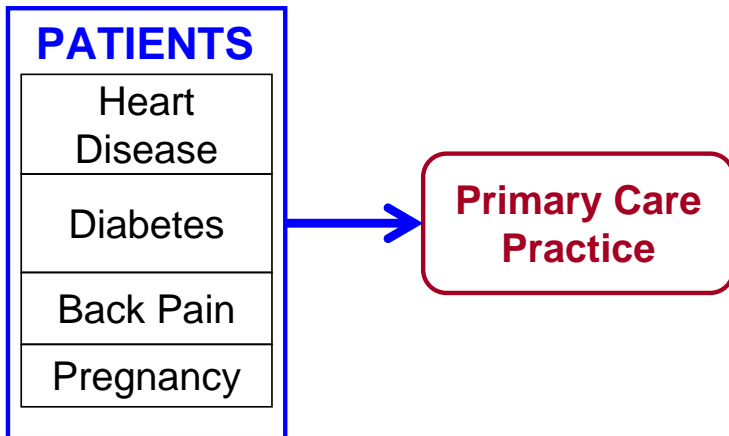 PATIENTS
Heart
Disease
Diabetes
Back Pain
Pregnancy
Primary Care
Practice